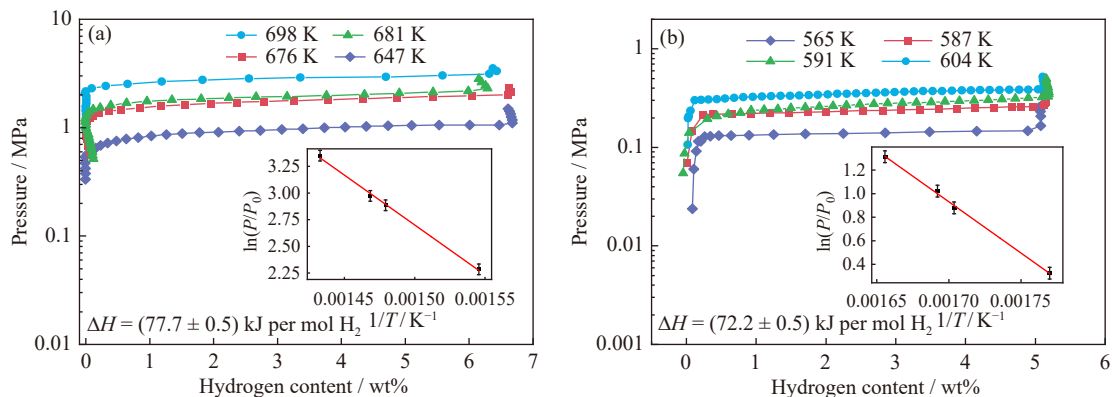 (a)
698 K 681 K
676 K 647 K
Pressure / MPa
10
1
0.1
0.01
0 1 2 3 4 5 6 7
Hydrogen content / wt%
ln(P/P₀)
3.25
3.00
2.75
2.50
2.25
0.00145 0.00150 0.00155
1/T / K⁻¹
ΔH = (77.7 ± 0.5) kJ per mol H₂
(b)
565 K 587 K
591 K 604 K
Pressure / MPa
1
0.1
0.01
0.001
0 1 2 3 4 5 6
Hydrogen content / wt%
ln(P/P₀)
1.2
1.0
0.8
0.6
0.4
0.00165 0.00170 0.00175
1/T / K⁻¹
ΔH = (72.2 ± 0.5) kJ per mol H₂